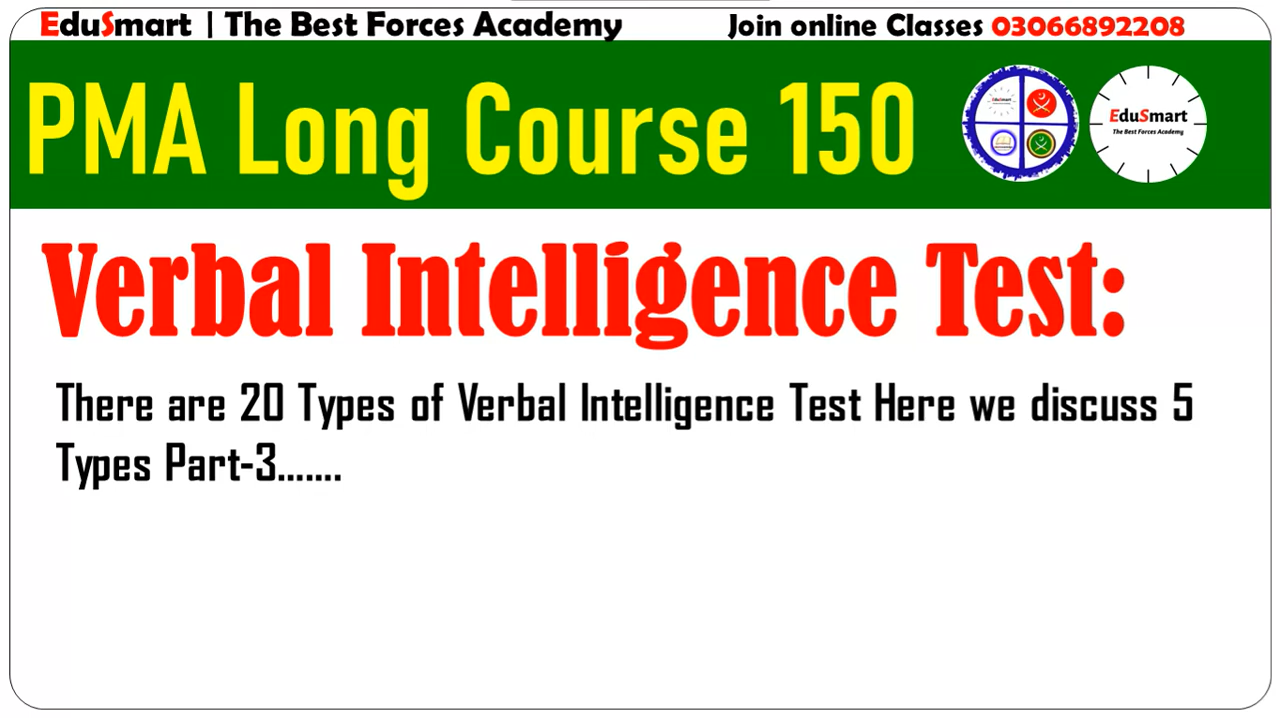 EduSmart | The Best Forces Academy
Join online Classes 03066892208
PMA Long Course 150
EduSmart
The Best Forces Academy
Verbal Intelligence Test:
There are 20 Types of Verbal Intelligence Test Here we discuss 5
Types Part-3.......